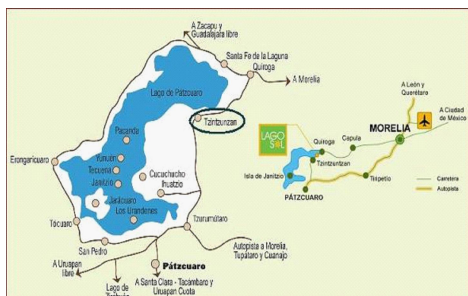 A Zacapu y
Guadalajara libre
Santa Fe de la Laguna
Quiroga
A Morelia
Lago de Pátzcuaro
Tzintzunzan
Pacanda
Yunuén
Tecuena
Janitzio
Erongarícuaro
Cucuchucho
Ihuatzio
Jarácuaro
Los Urandenes
Tócuaro
Tzurumútaro
San Pedro
Pátzcuaro
Autopista a Morelia,
Tupátaro y Cuanajo
A Uruapan
libre
Lago de
A Santa Clara - Tacámbaro y
Uruapan Cuota
A León y
Querétaro
A Ciudad
de México
MORELIA
LAGO
SOL
Quiroga
Capula
Tzintzuntzan
Isla de Janitzio
Tiripetío
PÁTZCUARO
Carretera
Autopista